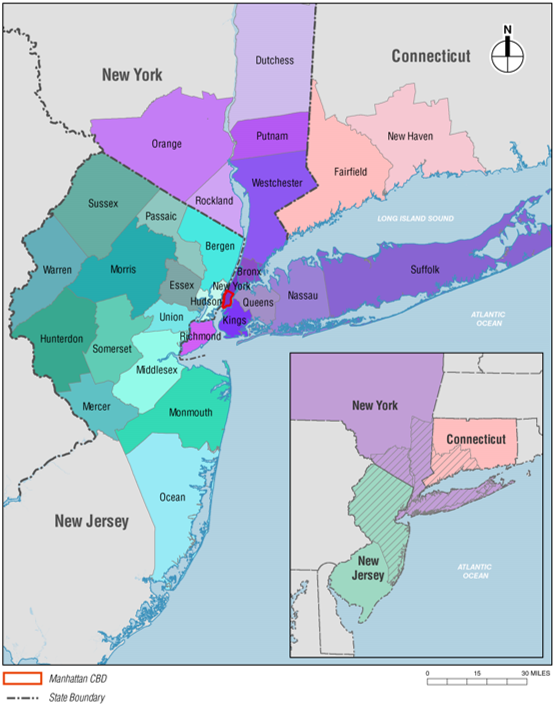 Dutchess
Connecticut
N
New York
Putnam
New Haven
Orange
Fairfield
Westchester
Rockland
Sussex
Passaic
LONG ISLAND SOUND
Bergen
Warren
Morris
Bronx
Suffolk
Essex
New York
Nassau
Hudson
Queens
Union
Kings
ATLANTIC
OCEAN
Hunterdon
Richmond
Somerset
Middlesex
Mercer
Monmouth
New York
Connecticut
Ocean
New Jersey
New
Jersey
ATLANTIC
OCEAN
Manhattan CBD
0 15 30 MILES
State Boundary